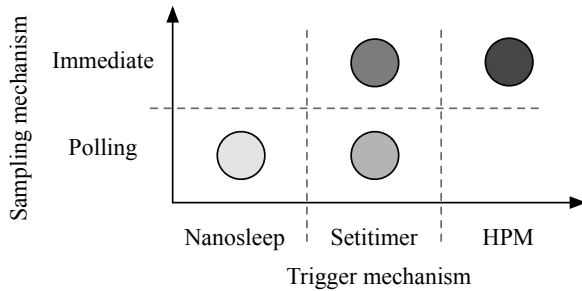 Sampling mechanism
Immediate
Polling
Nanosleep Setitimer HPM
Trigger mechanism